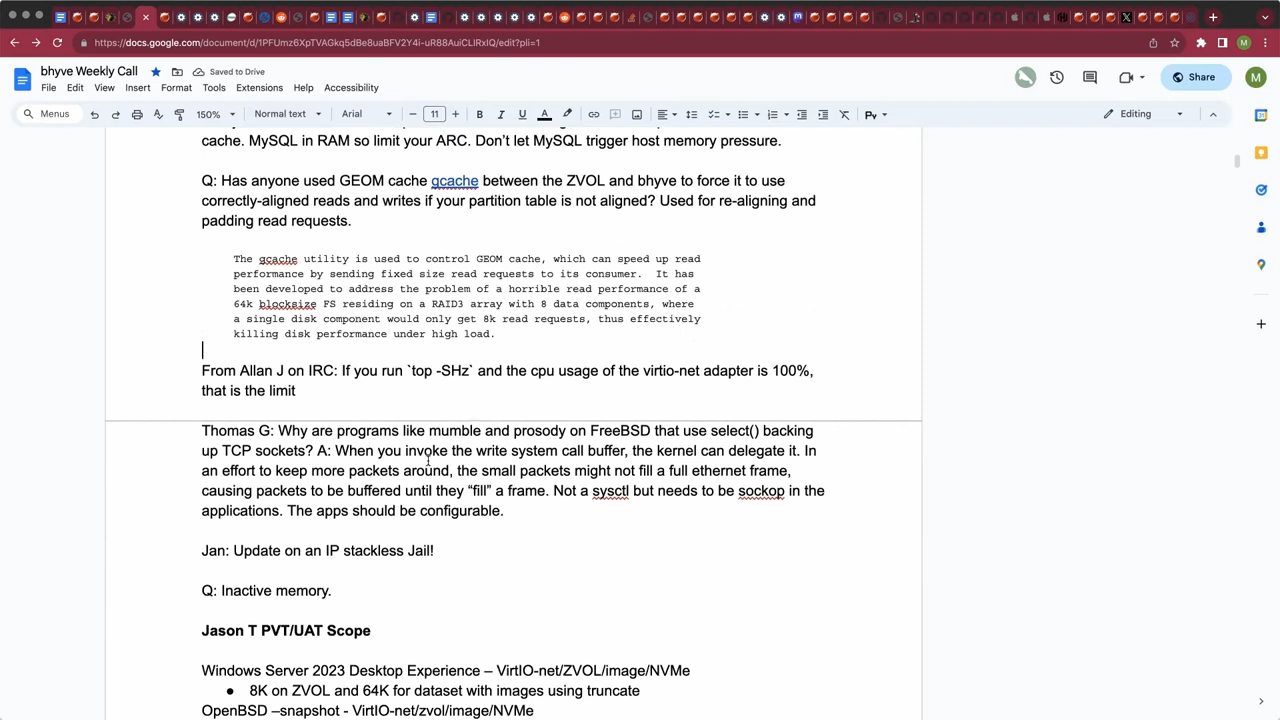 https://docs.google.com/document/d/1PFUmz6XpTVAGkq5dBe8uaBFV2Y4i-uR88AuiCLlRxIQ/edit?pli=1
bhyve Weekly Call
Saved to Drive
File Edit View Insert Format Tools Extensions Help Accessibility
Share
M
Menus
150%
Normal text
Arial
11
Editing
cache. MySQL in RAM so limit your ARC. Don't let MySQL trigger host memory pressure.
Q: Has anyone used GEOM cache gcache between the ZVOL and bhyve to force it to use
correctly-aligned reads and writes if your partition table is not aligned? Used for re-aligning and
padding read requests.
The gcache utility is used to control GEOM cache, which can speed up read
performance by sending fixed size read requests to its consumer. It has
been developed to address the problem of a horrible read performance of a
64k blocksize FS residing on a RAID3 array with 8 data components, where
a single disk component would only get 8k read requests, thus effectively
killing disk performance under high load.
From Allan J on IRC: If you run `top -SHz` and the cpu usage of the virtio-net adapter is 100%,
that is the limit
Thomas G: Why are programs like mumble and prosody on FreeBSD that use select() backing
up TCP sockets? A: When you invoke the write system call buffer, the kernel can delegate it. In
an effort to keep more packets around, the small packets might not fill a full ethernet frame,
causing packets to be buffered until they “fill” a frame. Not a sysctl but needs to be sockop in the
applications. The apps should be configurable.
Jan: Update on an IP stackless Jail!
Q: Inactive memory.
Jason T PVT/UAT Scope
Windows Server 2023 Desktop Experience – VirtIO-net/ZVOL/image/NVMe
● 8K on ZVOL and 64K for dataset with images using truncate
OpenBSD –snapshot - VirtIO-net/zvol/image/NVMe